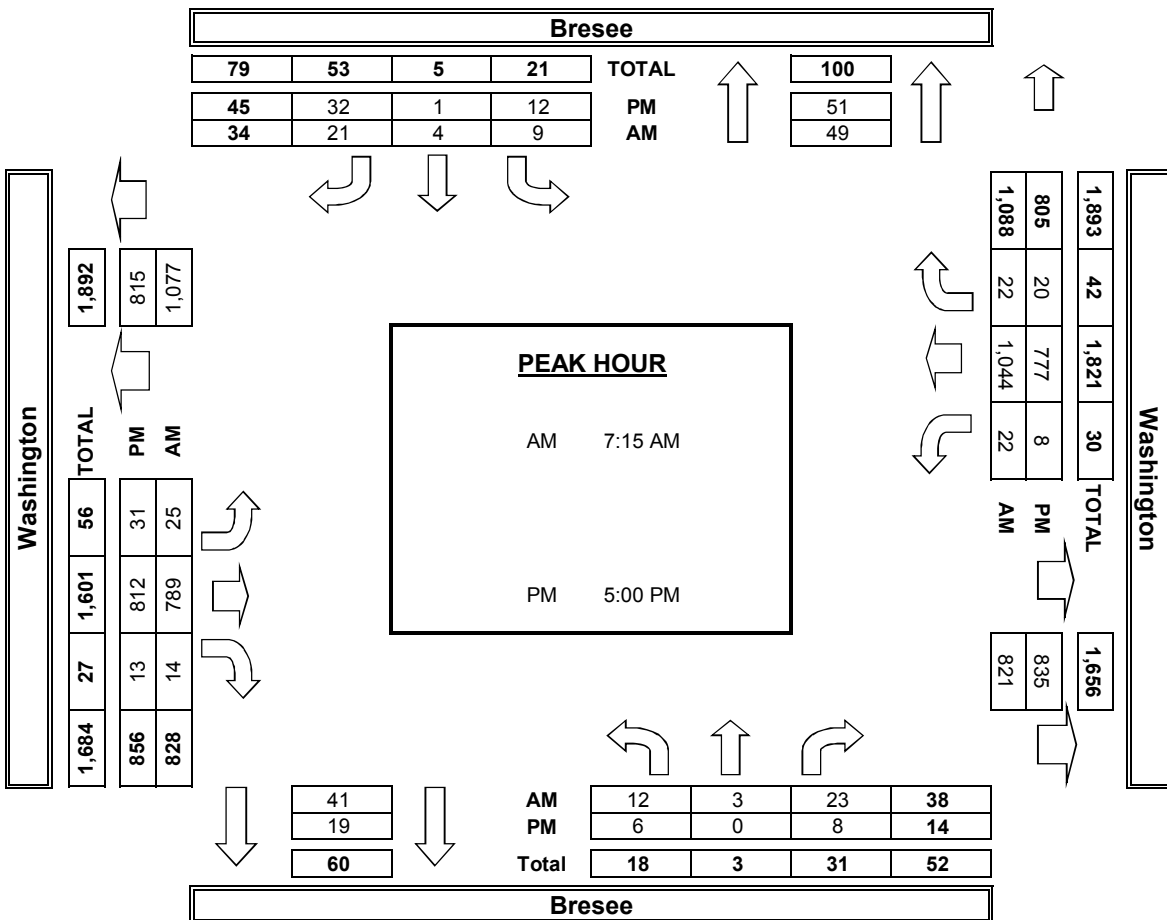 Bresee
79 53 5 21 TOTAL 100
45 32 1 12 PM 51
34 21 4 9 AM 49
Washington
1,892
815
1,077
TOTAL
PM
AM
56 1,601 27 1,684
31 812 13 856
25 789 14 828
PEAK HOUR
AM 7:15 AM
PM 5:00 PM
1,893 42 1,821 30 TOTAL 1,656
805 20 777 8 PM 835
1,088 22 1,044 22 AM 821
Washington
41 AM 12 3 23 38
19 PM 6 0 8 14
60 Total 18 3 31 52
Bresee